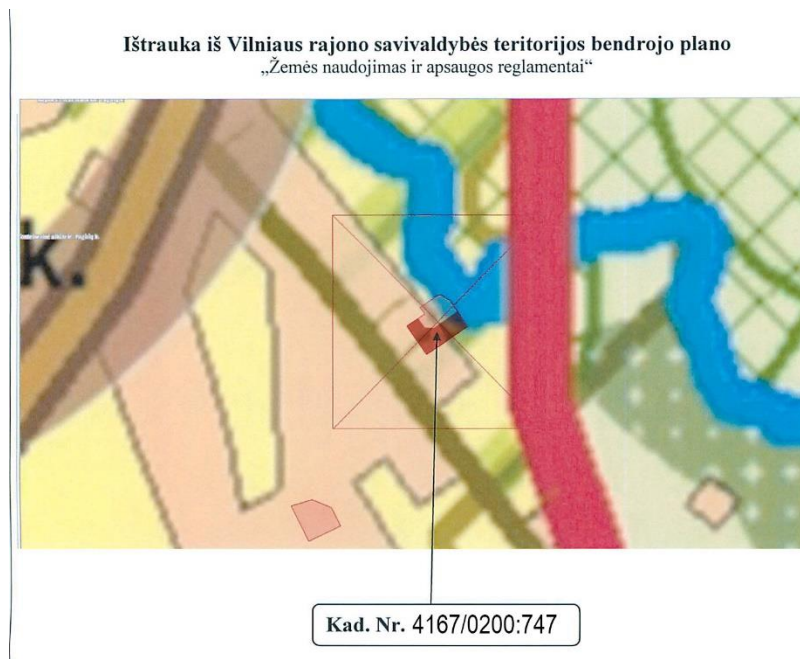 Ištrauka iš Vilniaus rajono savivaldybės teritorijos bendrojo plano
„Žemės naudojimas ir apsaugos reglamentai“
k.
Kad. Nr. 4167/0200:747